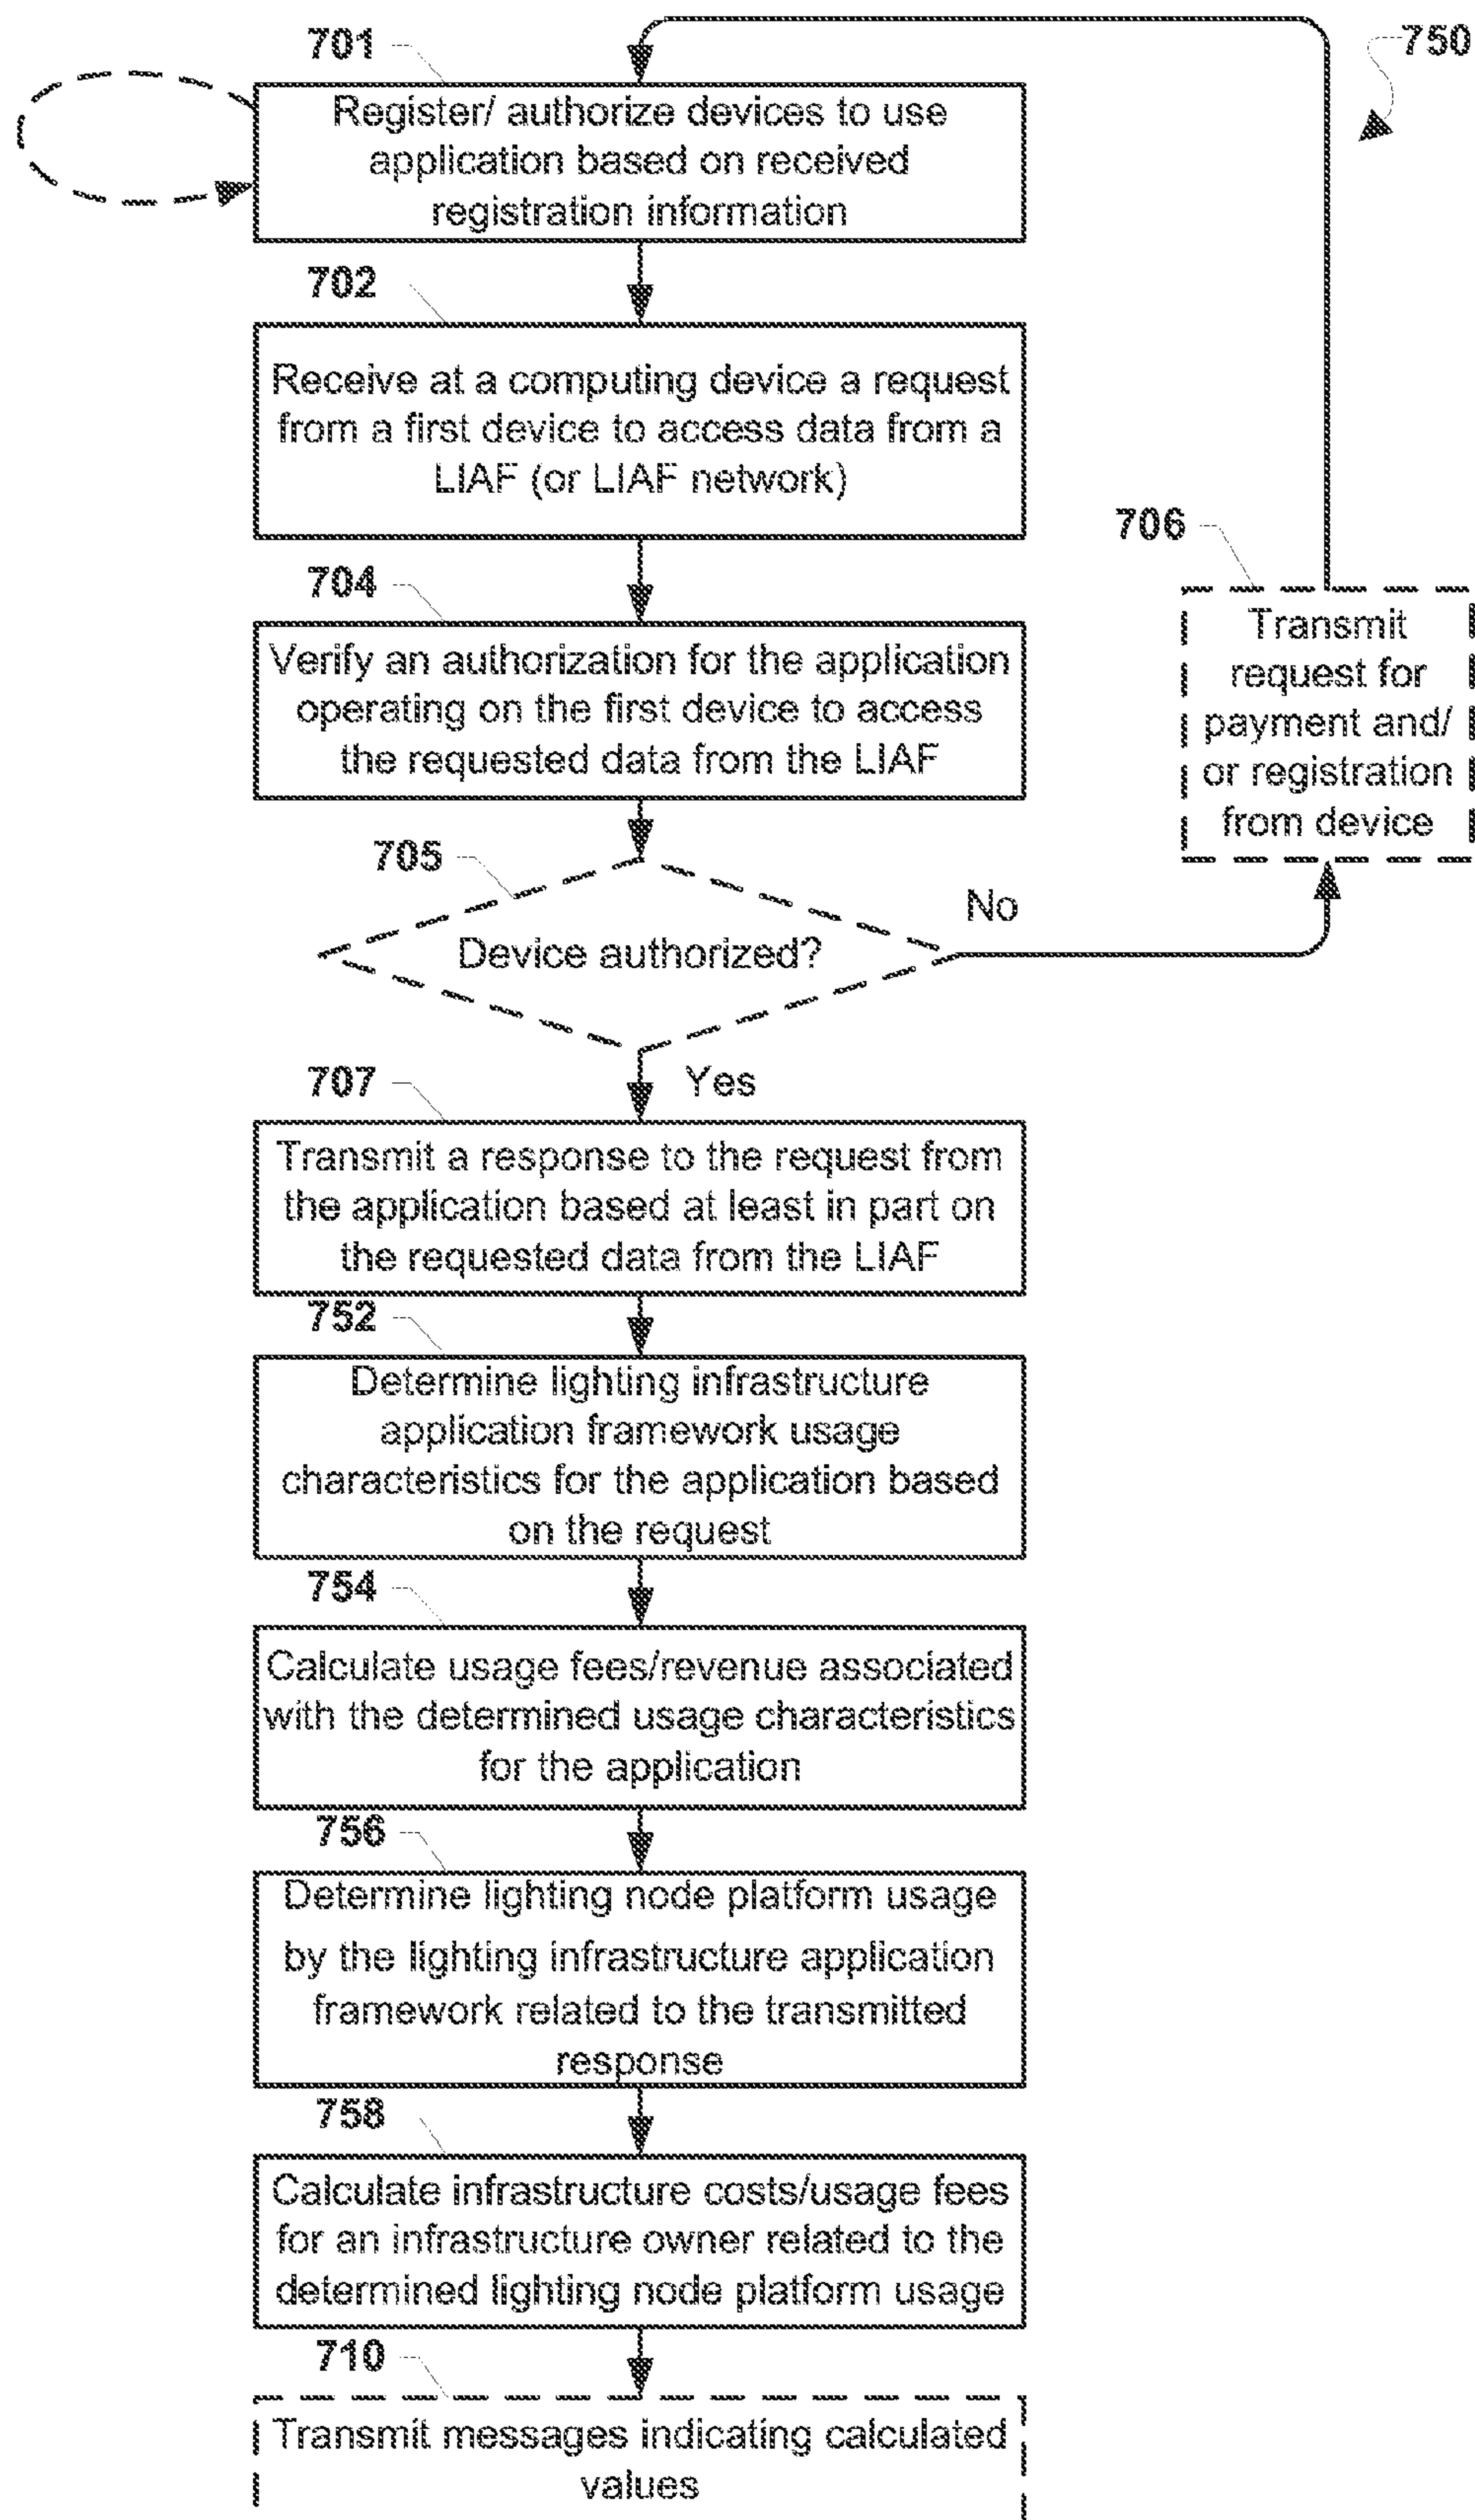 701
750
Register/ authorize devices to use
application based on received
registration information
702
Receive at a computing device a request
from a first device to access data from a
LIAF (or LIAF network)
706
Transmit
request for
payment and/
or registration
from device
704
Verify an authorization for the application
operating on the first device to access
the requested data from the LIAF
705
Device authorized?
No
Yes
707
Transmit a response to the request from
the application based at least in part on
the requested data from the LIAF
752
Determine lighting infrastructure
application framework usage
characteristics for the application based
on the request
754
Calculate usage fees/revenue associated
with the determined usage characteristics
for the application
756
Determine lighting node platform usage
by the lighting infrastructure application
framework related to the transmitted
response
758
Calculate infrastructure costs/usage fees
for an infrastructure owner related to the
determined lighting node platform usage
710
Transmit messages indicating calculated
values